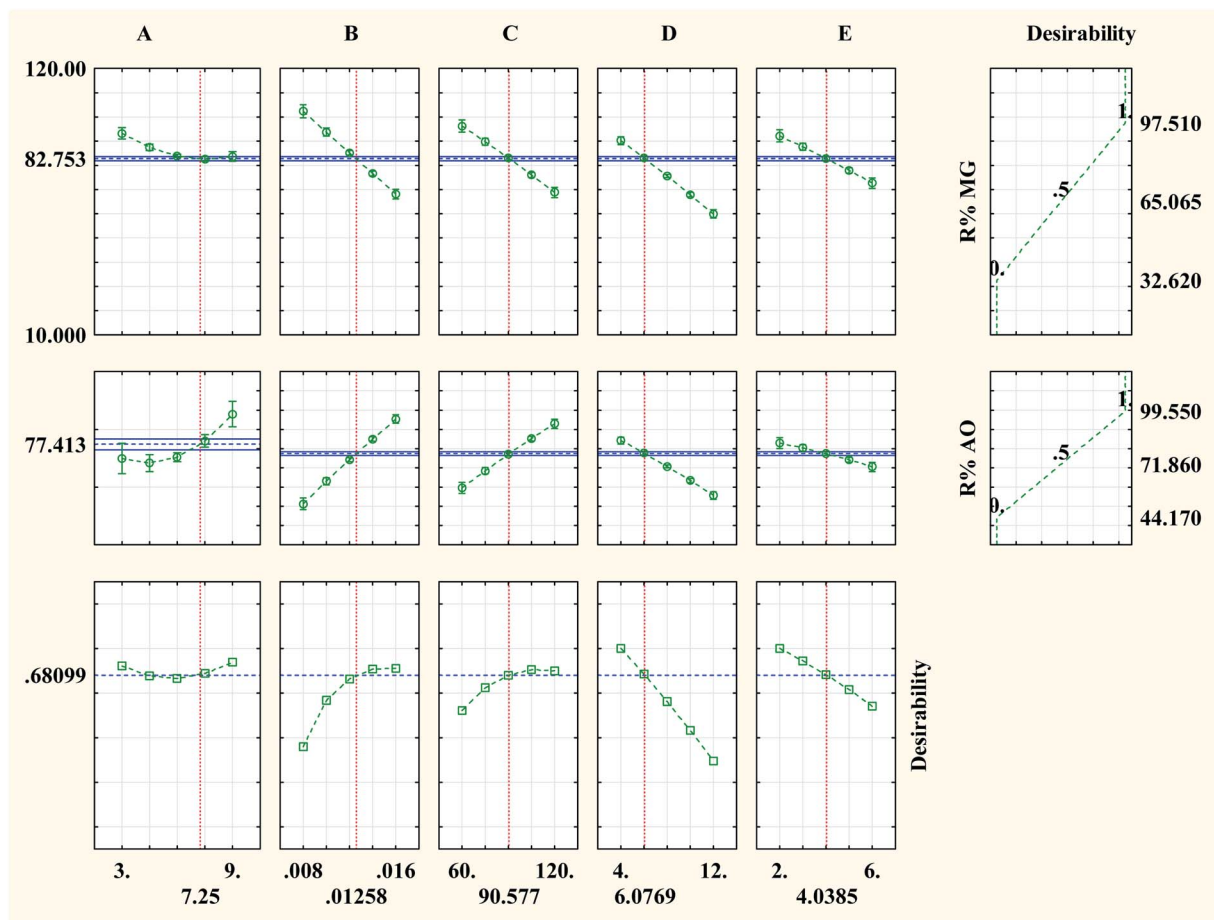 A B C D E Desirability
120.00
82.753
10.000
R% MG
1.
.5
0.
97.510
65.065
32.620
77.413
R% AO
1.
.5
0.
99.550
71.860
44.170
.68099
Desirability
3. 9. .008 .016 60. 120. 4. 12. 2. 6.
7.25 .01258 90.577 6.0769 4.0385